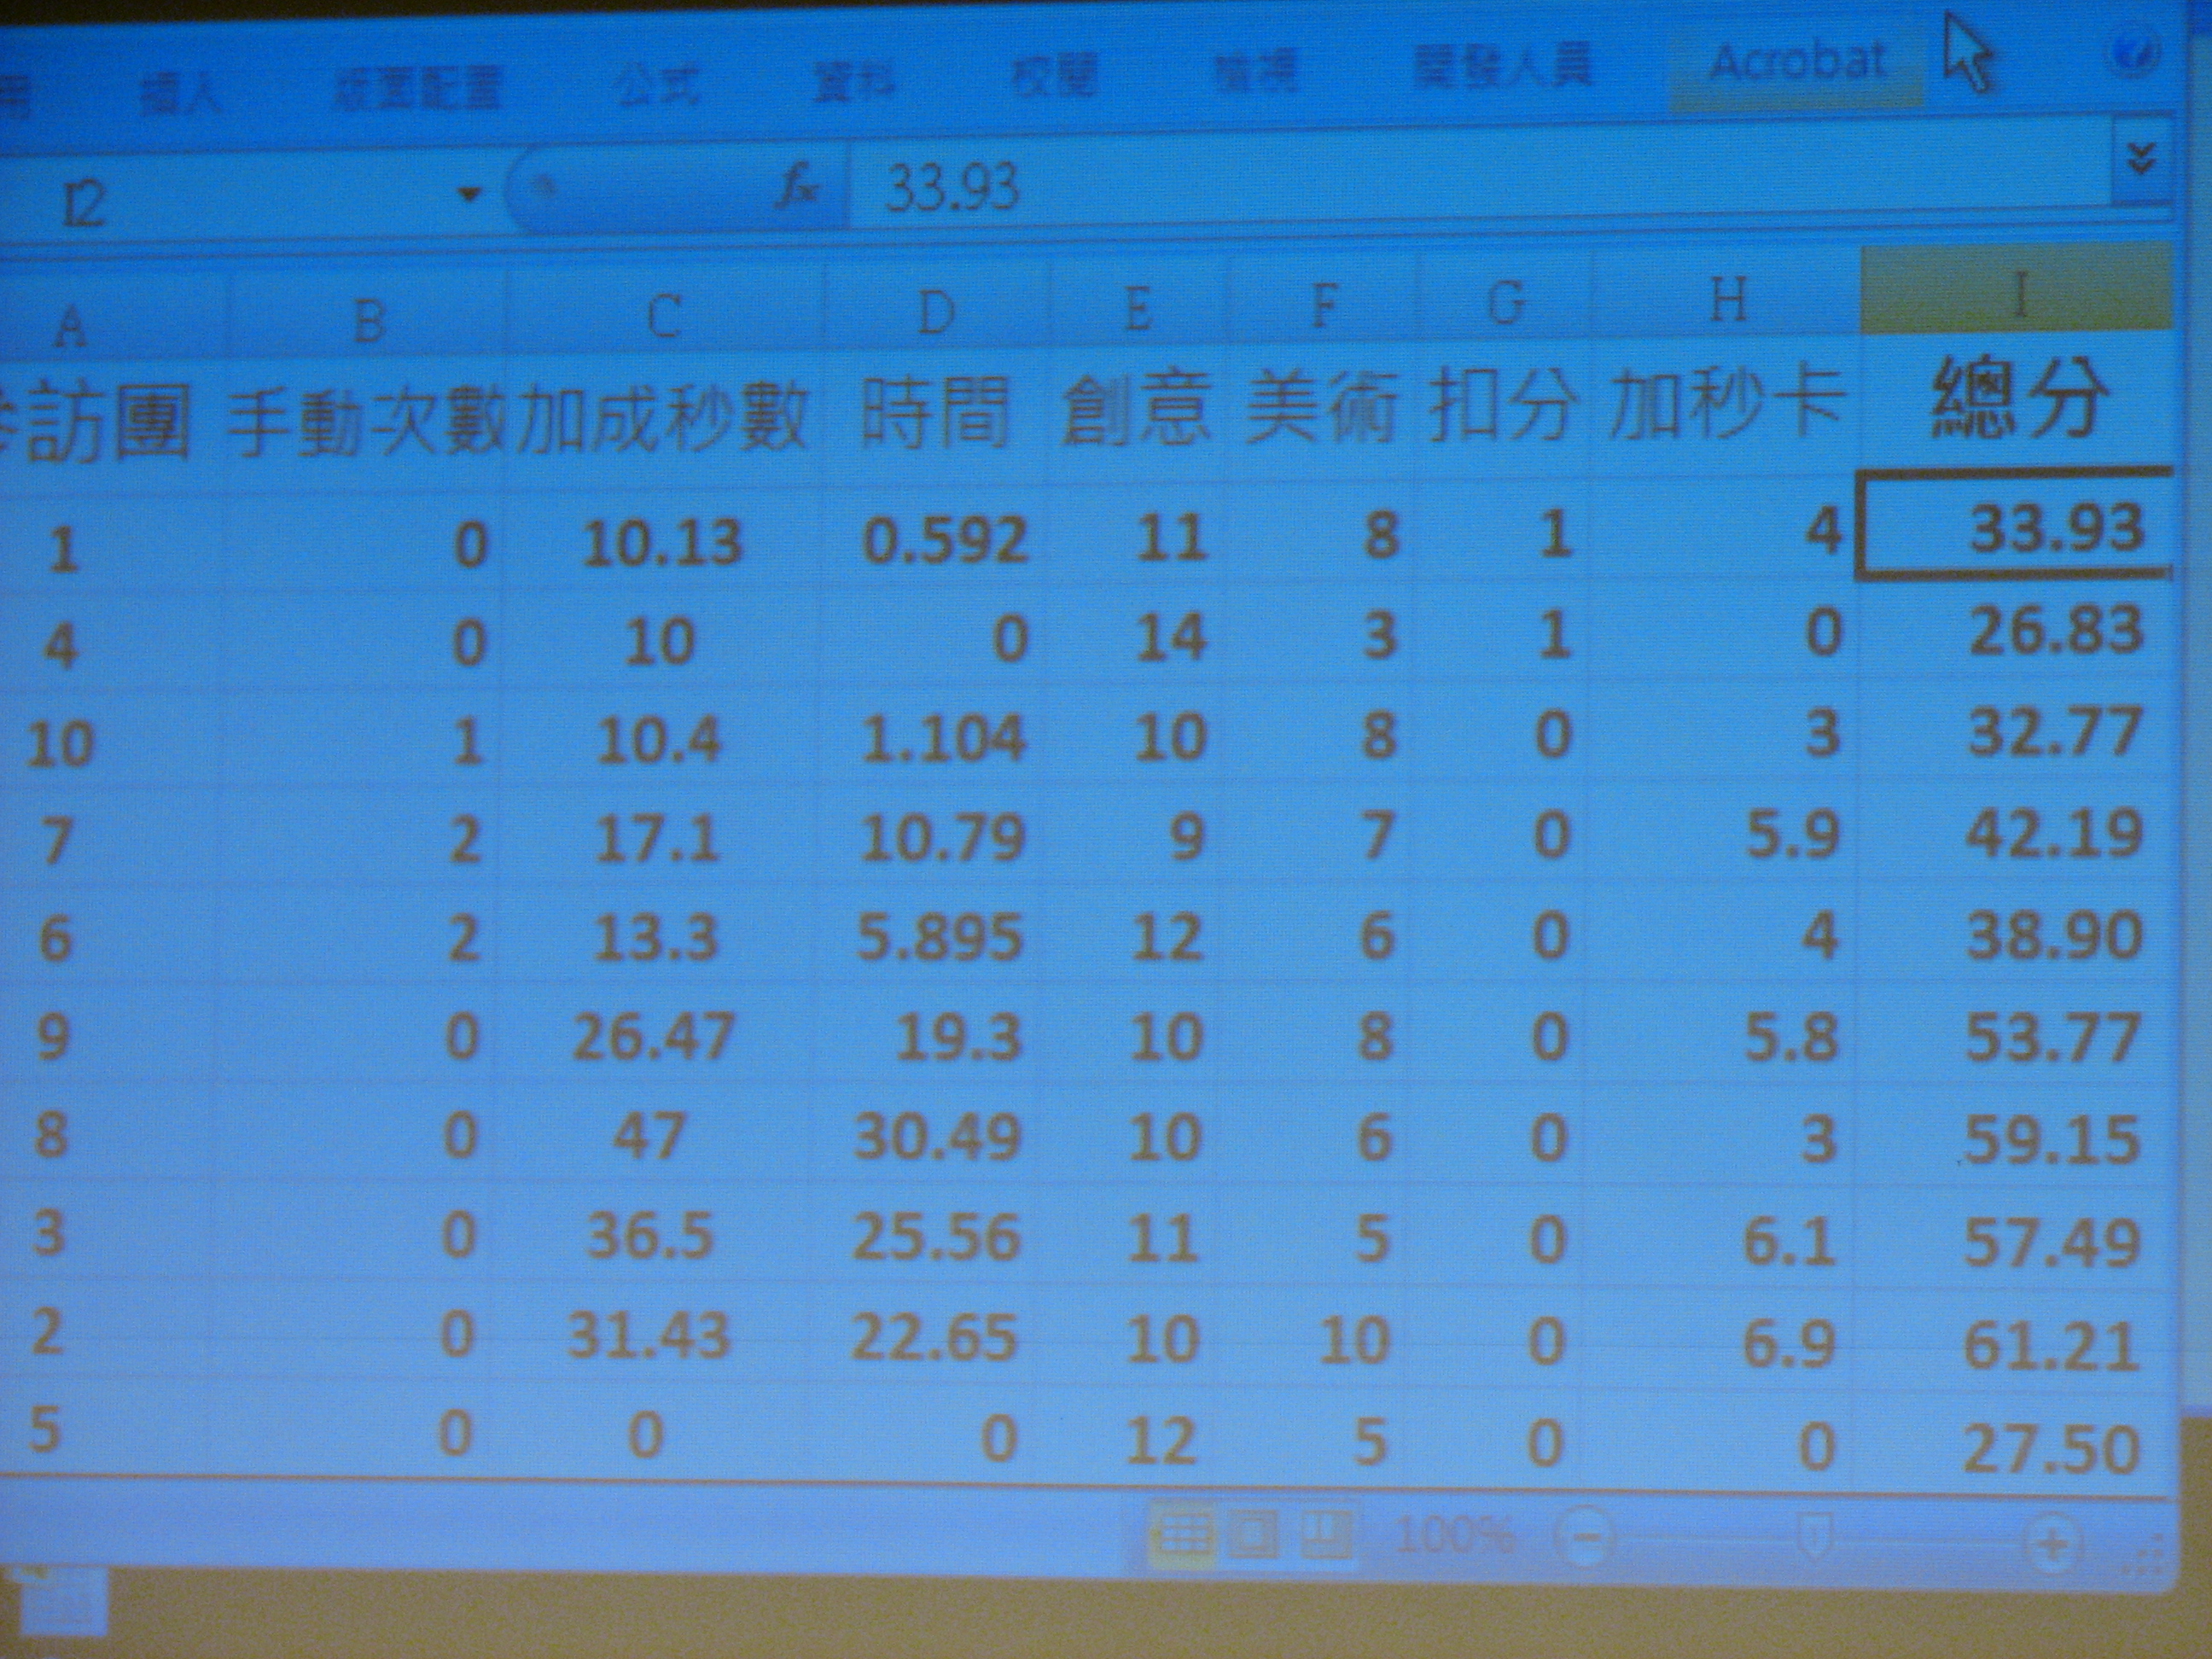 插入 版面配置 公式 資料 校閱 檢視 開發人員 Acrobat
I2 fx 33.93
A B C D E F G H I
參訪團 手動次數 加成秒數 時間 創意 美術 扣分 加秒卡 總分
1 0 10.13 0.592 11 8 1 4 33.93
4 0 10 0 14 3 1 0 26.83
10 1 10.4 1.104 10 8 0 3 32.77
7 2 17.1 10.79 9 7 0 5.9 42.19
6 2 13.3 5.895 12 6 0 4 38.90
9 0 26.47 19.3 10 8 0 5.8 53.77
8 0 47 30.49 10 6 0 3 59.15
3 0 36.5 25.56 11 5 0 6.1 57.49
2 0 31.43 22.65 10 10 0 6.9 61.21
5 0 0 0 12 5 0 0 27.50
100%